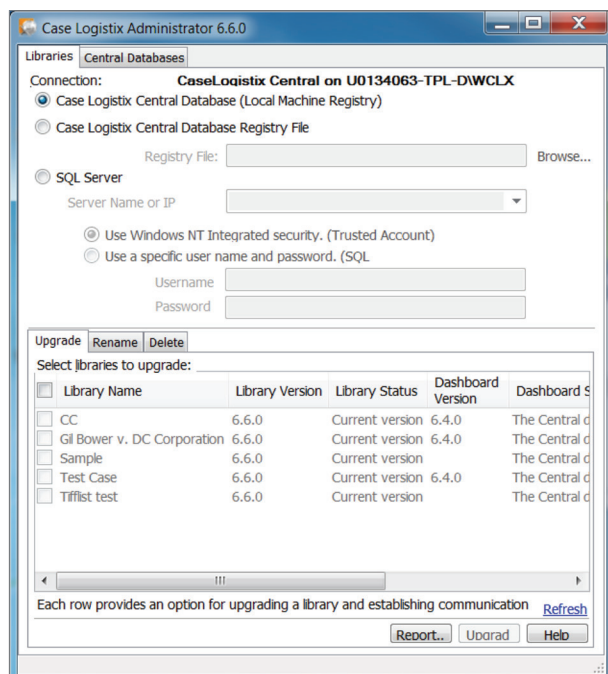 Case Logistix Administrator 6.6.0
Libraries Central Databases
Connection: CaseLogistix Central on U0134063-TPL-D\WCLX
Case Logistix Central Database (Local Machine Registry)
Case Logistix Central Database Registry File
Registry File: Browse...
SQL Server
Server Name or IP
Use Windows NT Integrated security. (Trusted Account)
Use a specific user name and password. (SQL
Username
Password
Upgrade Rename Delete
Select libraries to upgrade:
Library Name Library Version Library Status Dashboard Version Dashboard S
CC 6.6.0 Current version 6.4.0 The Central d
Gil Bower v. DC Corporation 6.6.0 Current version 6.4.0 The Central d
Sample 6.6.0 Current version The Central d
Test Case 6.6.0 Current version 6.4.0 The Central d
Tifflist test 6.6.0 Current version The Central d
Each row provides an option for upgrading a library and establishing communication Refresh
Report.. Upgrad Help